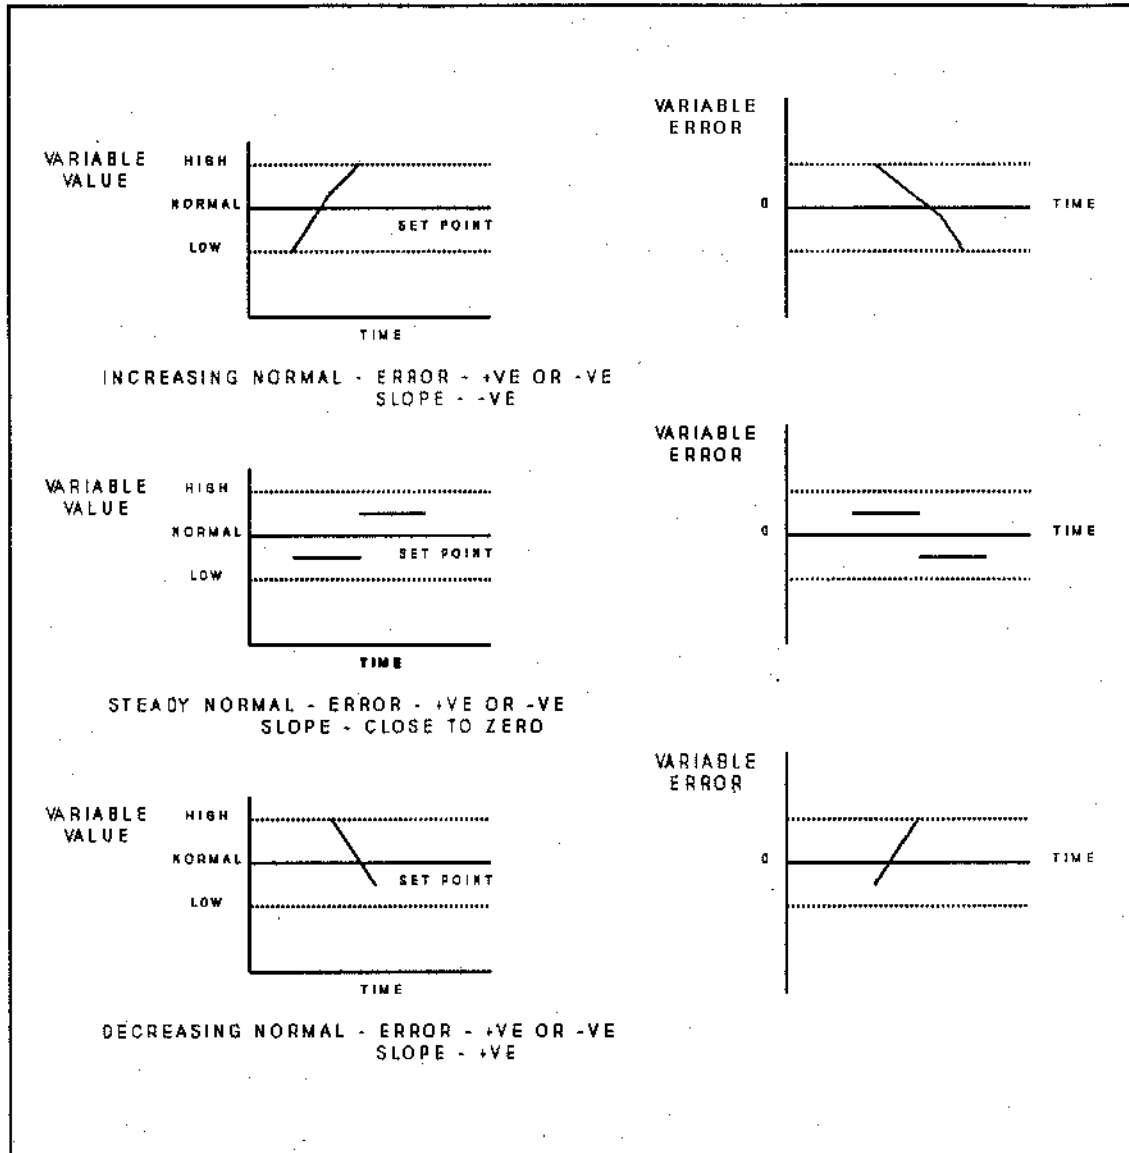 VARIABLE
ERROR
VARIABLE
VALUE
HIGH
NORMAL
SET POINT
LOW
TIME
0
TIME
INCREASING NORMAL - ERROR - +VE OR -VE
SLOPE - -VE
VARIABLE
ERROR
VARIABLE
VALUE
HIGH
NORMAL
SET POINT
LOW
TIME
0
TIME
STEADY NORMAL - ERROR - +VE OR -VE
SLOPE - CLOSE TO ZERO
VARIABLE
ERROR
VARIABLE
VALUE
HIGH
NORMAL
SET POINT
LOW
TIME
0
TIME
DECREASING NORMAL - ERROR - +VE OR -VE
SLOPE - +VE